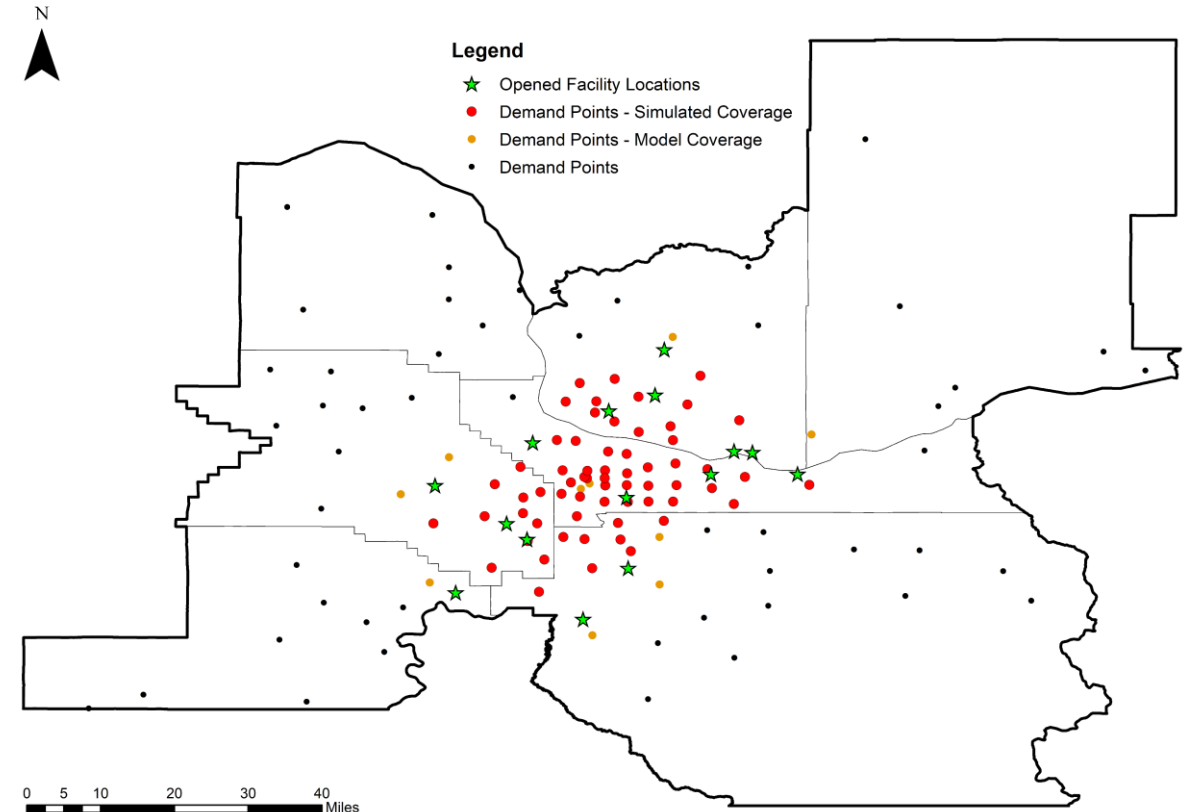 N
Legend
Opened Facility Locations
Demand Points - Simulated Coverage
Demand Points - Model Coverage
Demand Points
0 5 10 20 30 40
Miles